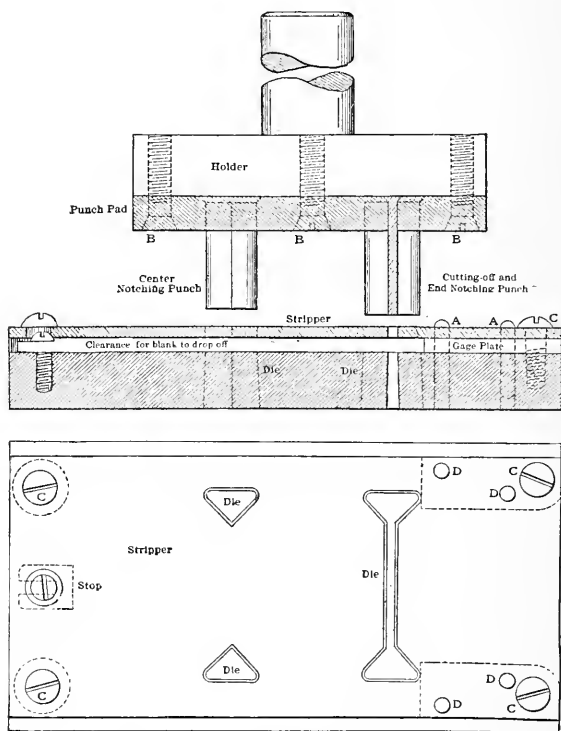 Holder
Punch Pad
B
B
B
Center
Notching Punch
Cutting-off and
End Notching Punch
Stripper
A
A
C
Clearance for blank to drop off
Gage Plate
Die
Die
C
Die
D
C
D
Stripper
Die
Stop
C
Die
D
D
C